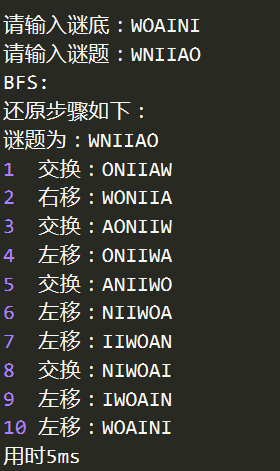 请输入谜底：WOAINI
请输入谜题：WNIIAO
BFS:
还原步骤如下：
谜题为：WNIIAO
1 交换：ONIIAW
2 右移：WONIIA
3 交换：AONIIW
4 左移：ONIIWA
5 交换：ANIIWO
6 左移：NIIWOA
7 左移：IIWOAN
8 交换：NIWOAI
9 左移：IWOAIN
10 左移：WOAINI
用时5ms